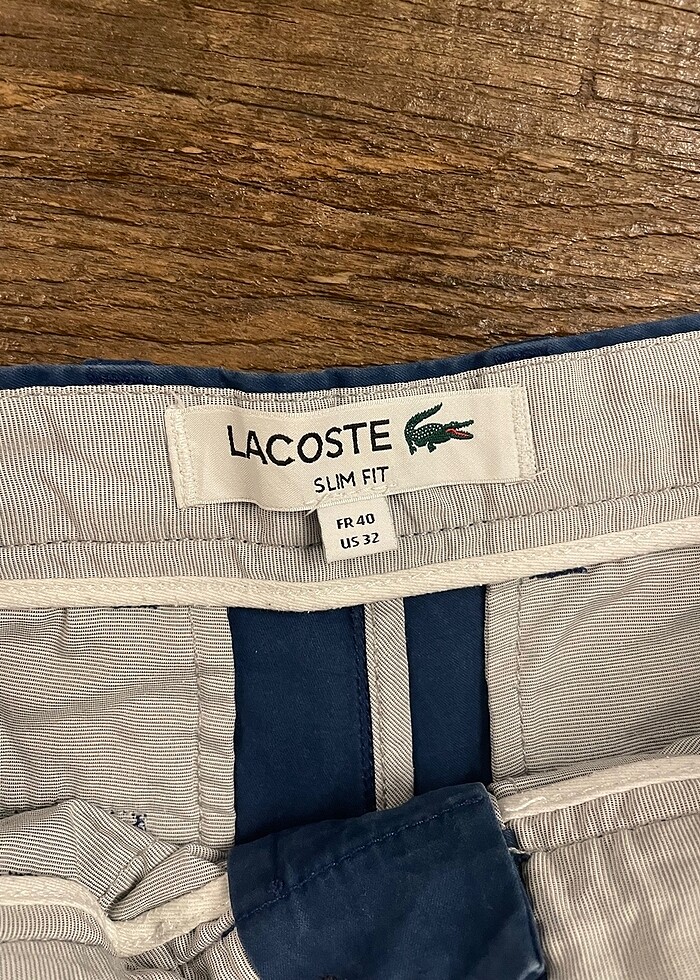 LACOSTE
SLIM FIT
FR 40
US 32